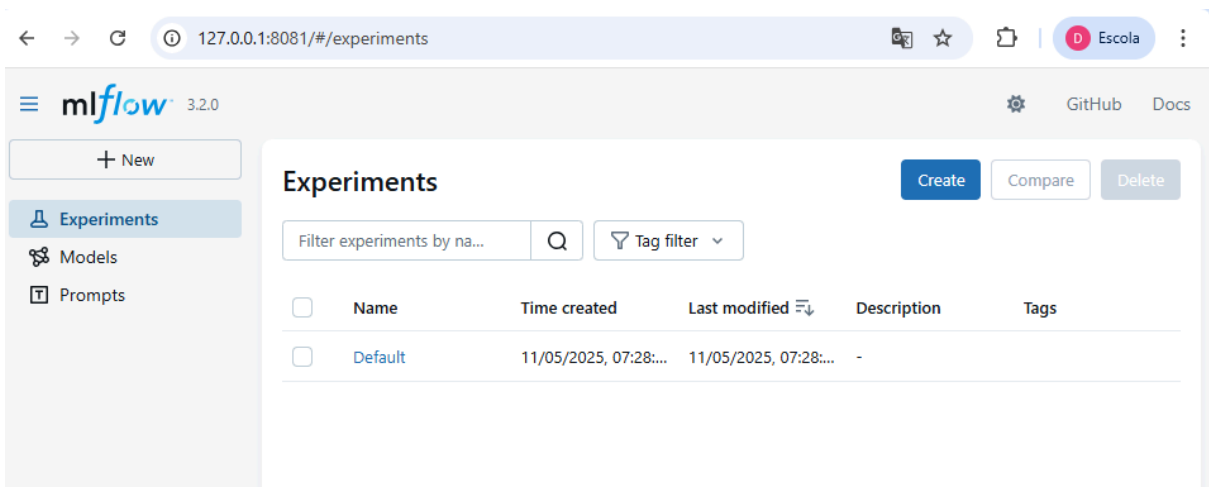 127.0.0.1:8081/#/experiments
D Escola
mlflow 3.2.0
GitHub Docs
+ New
Experiments
Models
Prompts
Experiments
Create Compare Delete
Filter experiments by na... Tag filter
Name Time created Last modified Description Tags
Default 11/05/2025, 07:28:... 11/05/2025, 07:28:... -